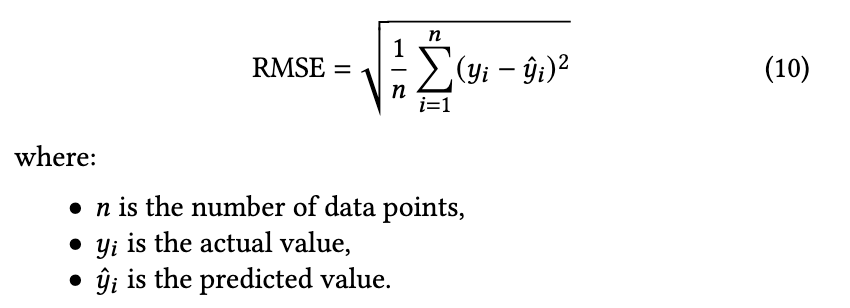 RMSE = √(1/n ∑_{i=1}^{n} (y_i − ŷ_i)²) (10)
where:
• n is the number of data points,
• y_i is the actual value,
• ŷ_i is the predicted value.